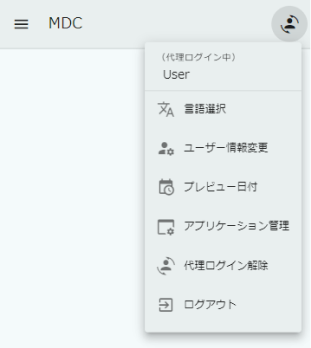 MDC
（代理ログイン中）
User
言語選択
ユーザー情報変更
プレビュー日付
アプリケーション管理
代理ログイン解除
ログアウト